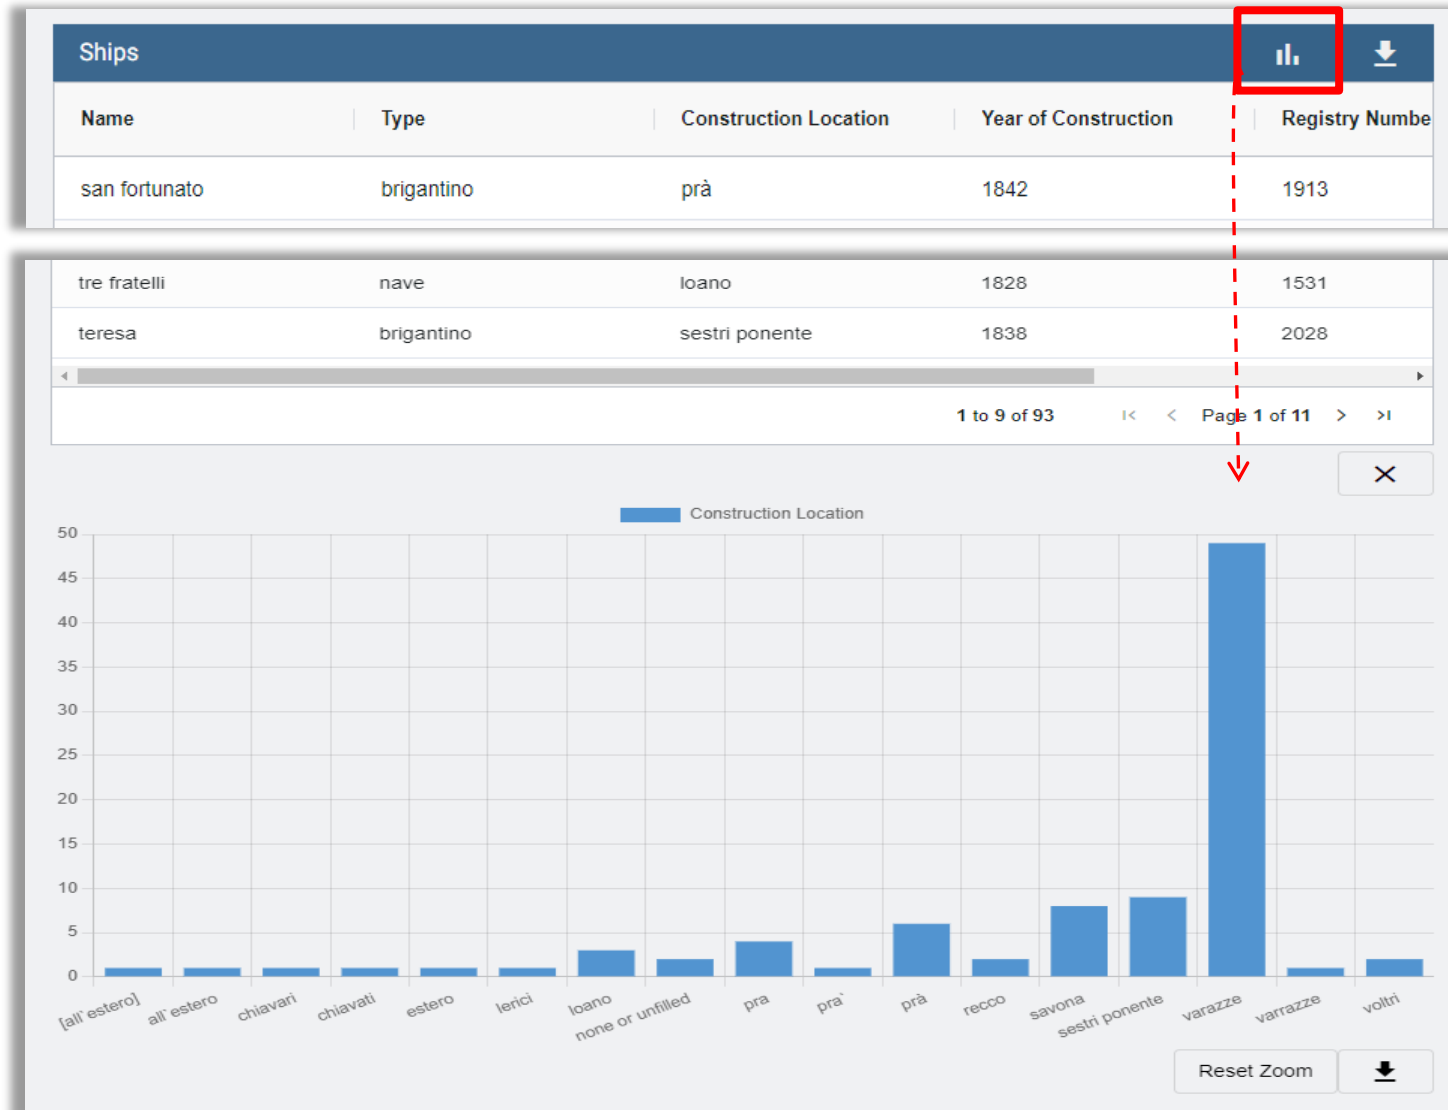 Ships
Name Type Construction Location Year of Construction Registry Numbe
san fortunato brigantino prà 1842 1913
tre fratelli nave loano 1828 1531
teresa brigantino sestri ponente 1838 2028
1 to 9 of 93 Page 1 of 11
Construction Location
50
45
40
35
30
25
20
15
10
5
0
[all`estero] all`estero chiavari chiavati estero lerici loano none or unfilled pra pra` prà recco savona sestri ponente varazze varrazze voltri
Reset Zoom